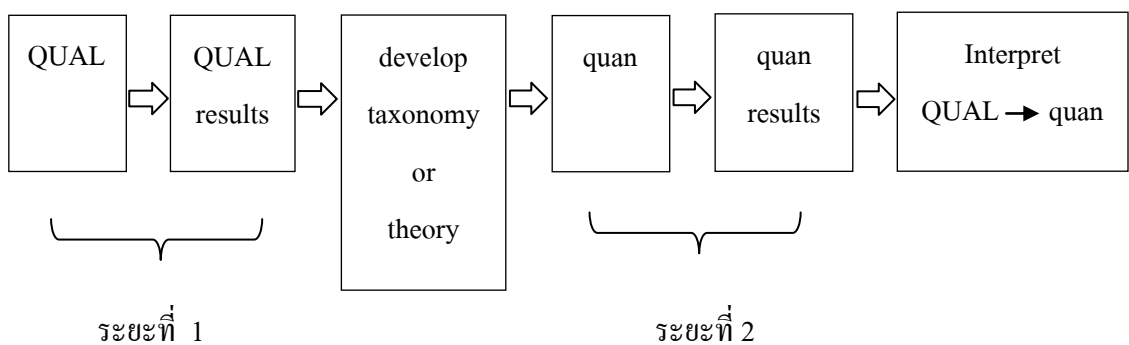 QUAL
QUAL
results
develop
taxonomy
or
theory
quan
quan
results
Interpret
QUAL → quan
ระยะที่ 1
ระยะที่ 2